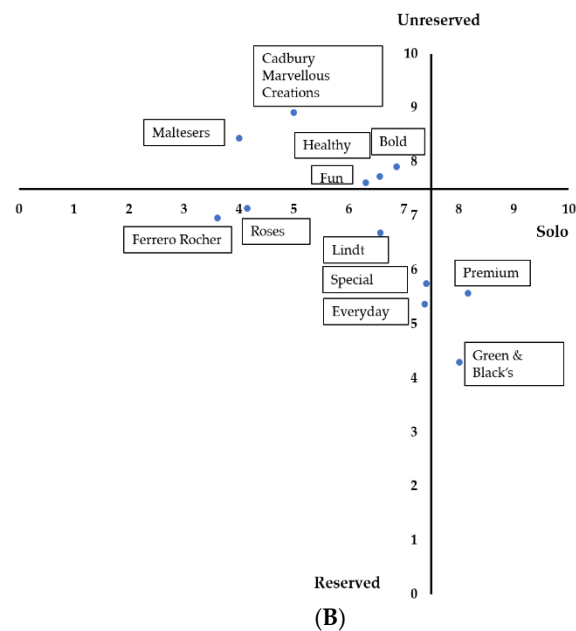 Unreserved
10
Cadbury
Marvellous
Creations
9
Maltesers
Healthy
Bold
8
Fun
0 1 2 3 4 5 6 7 8 9 10
7
Solo
Ferrero Rocher
Roses
Lindt
6
Special
Premium
Everyday
5
Green &
Black's
4
3
2
1
Reserved
0
(B)